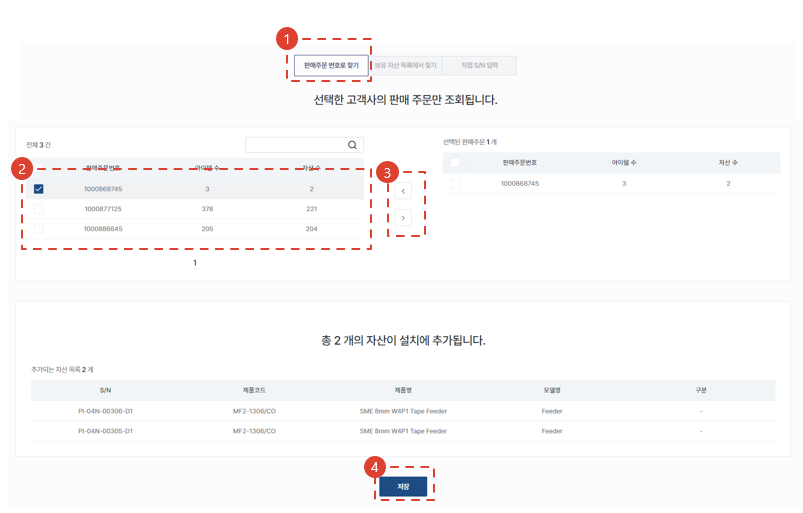 1
판매주문 번호로 찾기 보유 자산 목록에서 찾기 직접 S/N 입력
선택한 고객사의 판매 주문만 조회됩니다.
전체 3 건
선택된 판매주문 1 개
2
3
판매주문번호 아이템 수 자산 수
판매주문번호 아이템 수 자산 수
1000868745 3 2
1000868745 3 2
1000877125 378 221
1000886645 205 204
1
총 2 개의 자산이 설치에 추가됩니다.
추가되는 자산 목록 2 개
S/N 제품코드 제품명 모델명 구분
PI-04N-00306-D1 MF2-1306/CO SME 8mm W4P1 Tape Feeder Feeder -
PI-04N-00305-D1 MF2-1306/CO SME 8mm W4P1 Tape Feeder Feeder -
4
저장